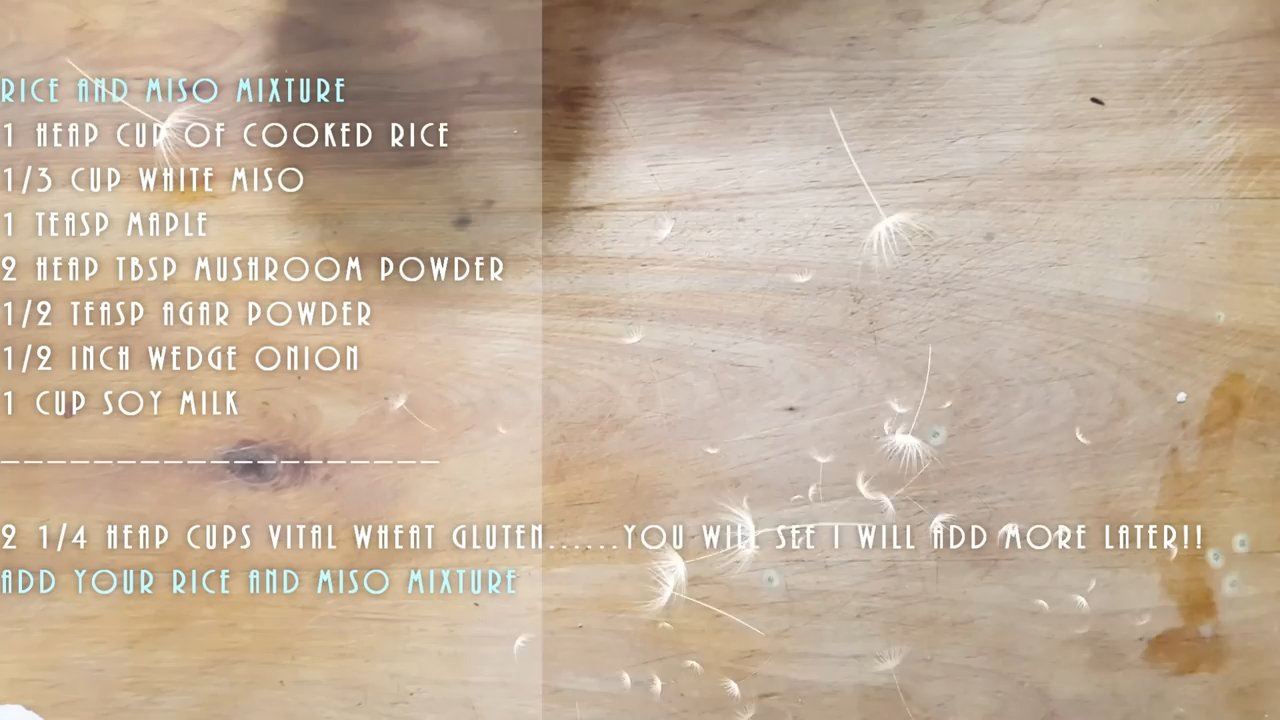 RICE AND MISO MIXTURE
1 HEAP CUP OF COOKED RICE
1/3 CUP WHITE MISO
1 TEASP MAPLE
2 HEAP TBSP MUSHROOM POWDER
1/2 TEASP AGAR POWDER
1/2 INCH WEDGE ONION
1 CUP SOY MILK
___________________
2 1/4 HEAP CUPS VITAL WHEAT GLUTEN......YOU WILL SEE I WILL ADD MORE LATER!!
ADD YOUR RICE AND MISO MIXTURE